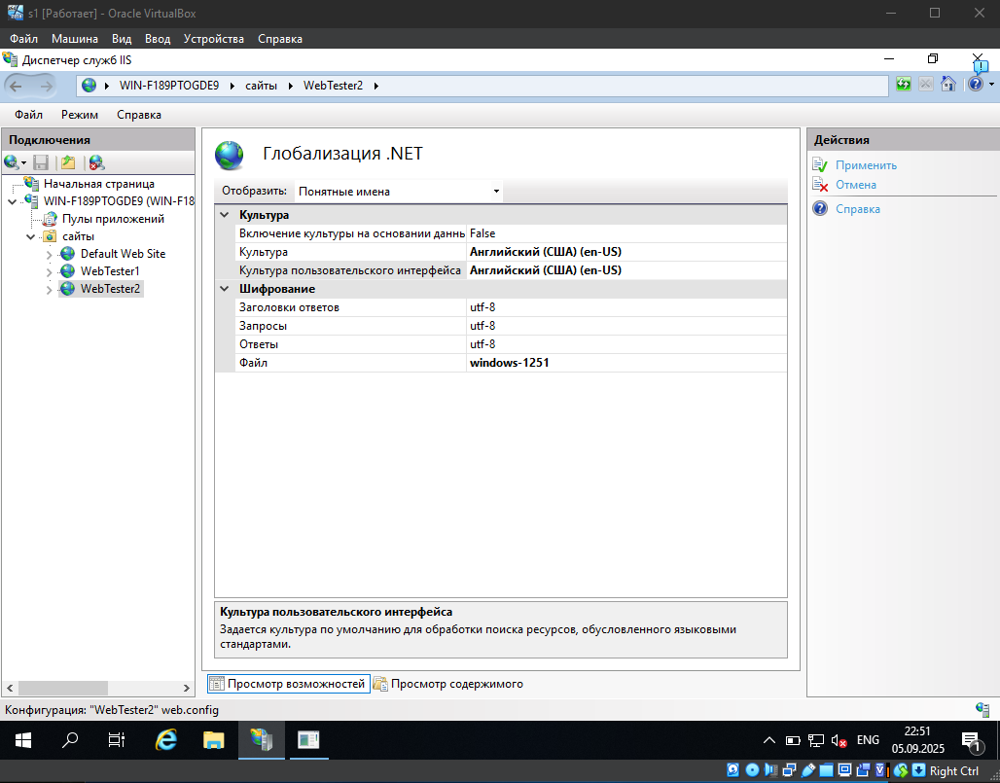 s1 [Работает] - Oracle VirtualBox
Файл Машина Вид Ввод Устройства Справка
Диспетчер служб IIS
WIN-F189PTOGDE9 сайты WebTester2
Файл Режим Справка
Подключения
Начальная страница
WIN-F189PTOGDE9 (WIN-F18
Пулы приложений
сайты
Default Web Site
WebTester1
WebTester2
Глобализация .NET
Отобразить: Понятные имена
Культура
Включение культуры на основании даннь False
Культура Английский (США) (en-US)
Культура пользовательского интерфейса Английский (США) (en-US)
Шифрование
Заголовки ответов utf-8
Запросы utf-8
Ответы utf-8
Файл windows-1251
Культура пользовательского интерфейса
Задается культура по умолчанию для обработки поиска ресурсов, обусловленного языковыми
стандартами.
Просмотр возможностей Просмотр содержимого
Действия
Применить
Отмена
Справка
Конфигурация: "WebTester2" web.config
ENG
22:51
05.09.2025
1
Right Ctrl